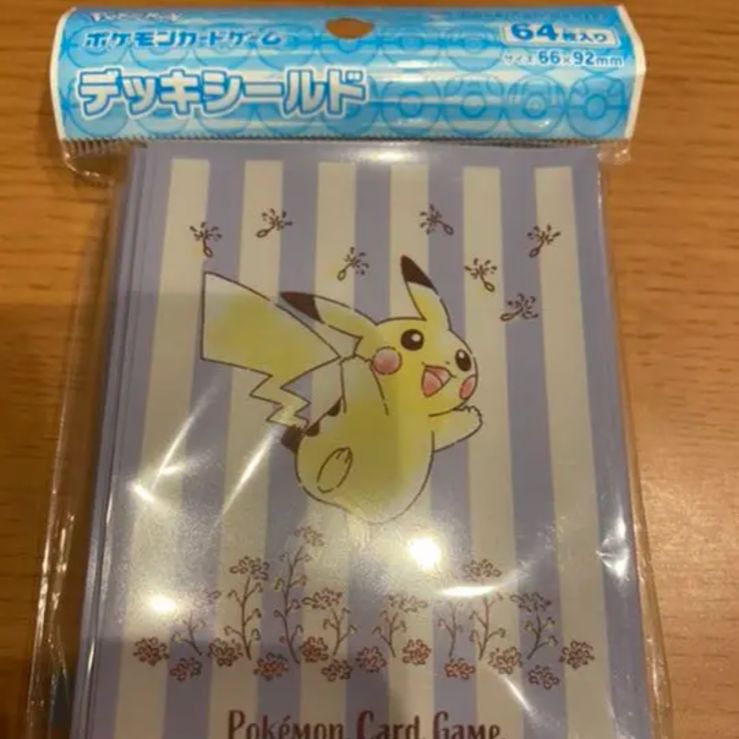 ポケモンカードゲーム
デッキシールド
64枚入り
サイズ 66×92mm
Pokémon Card Game